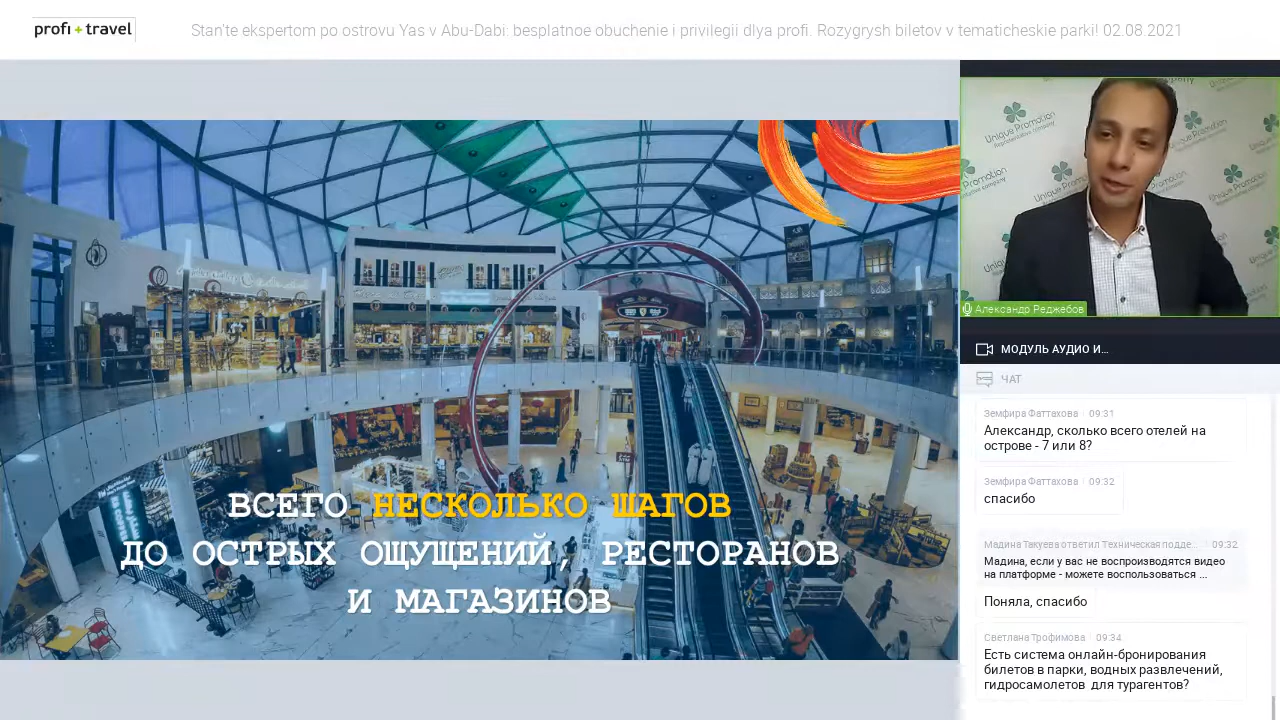 profi + travel
Stan'te ekspertom po ostrovu Yas v Abu-Dabi: besplatnoe obuchenie i privilegii dlya profi. Rozygrysh biletov v tematicheskie parki! 02.08.2021
ВСЕГО НЕСКОЛЬКО ШАГОВ
ДО ОСТРЫХ ОЩУЩЕНИЙ, РЕСТОРАНОВ
И МАГАЗИНОВ
Unique Promotion
Unique Promotion
Александр Реджебов
МОДУЛЬ АУДИО И...
ЧАТ
Земфира Фаттахова 09:31
Александр, сколько всего отелей на
острове - 7 или 8?
Земфира Фаттахова 09:32
спасибо
Мадина Такуева ответил Техническая подде... 09:32
Мадина, если у вас не воспроизводятся видео
на платформе - можете воспользоваться ...
Поняла, спасибо
Светлана Трофимова 09:34
Есть система онлайн-бронирования
билетов в парки, водных развлечений,
гидросамолетов для турагентов?